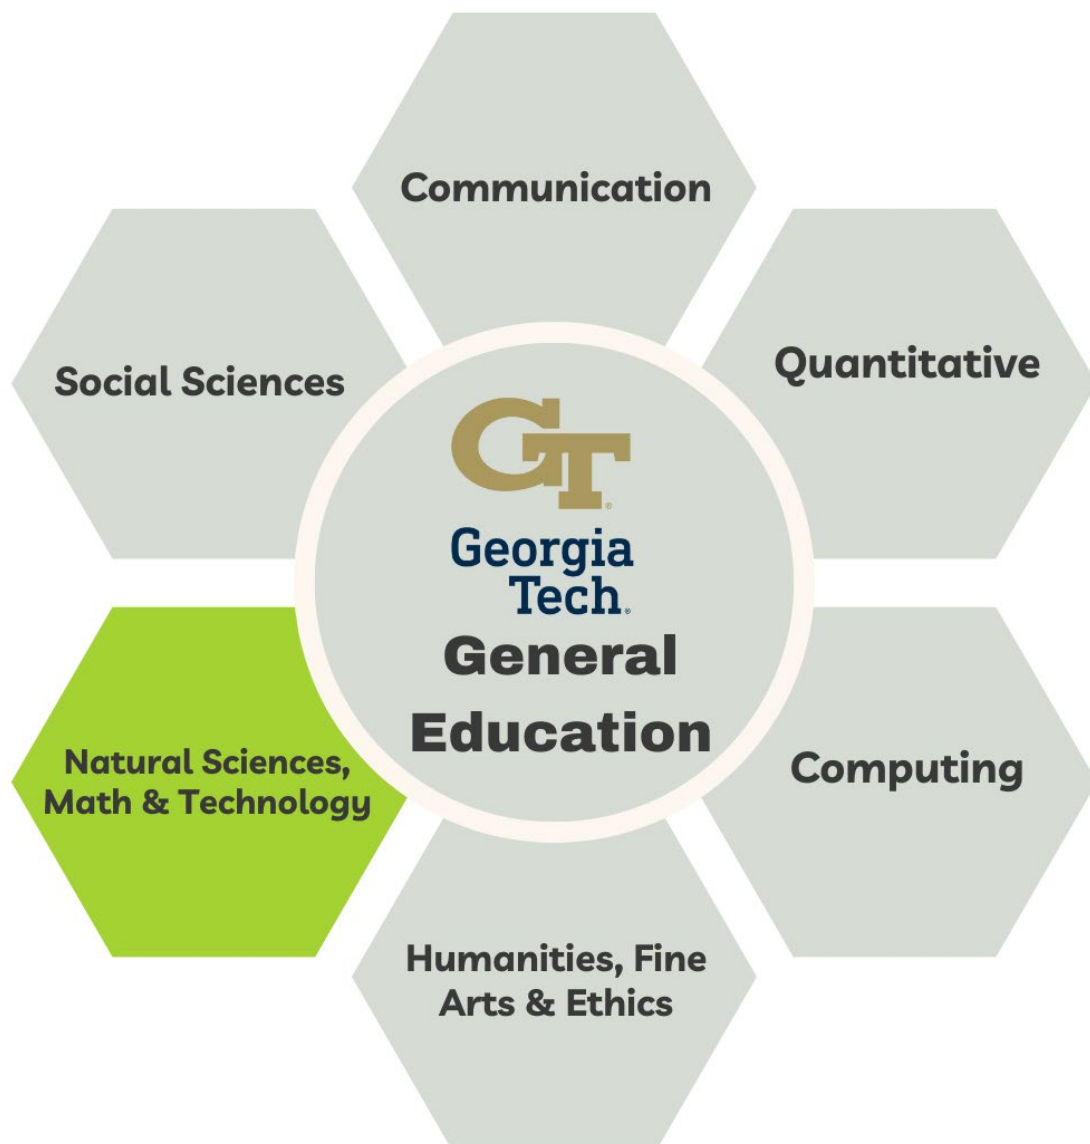 Communication
Social Sciences
Quantitative
GT
Georgia
Tech
General
Education
Natural Sciences,
Math & Technology
Computing
Humanities, Fine
Arts & Ethics